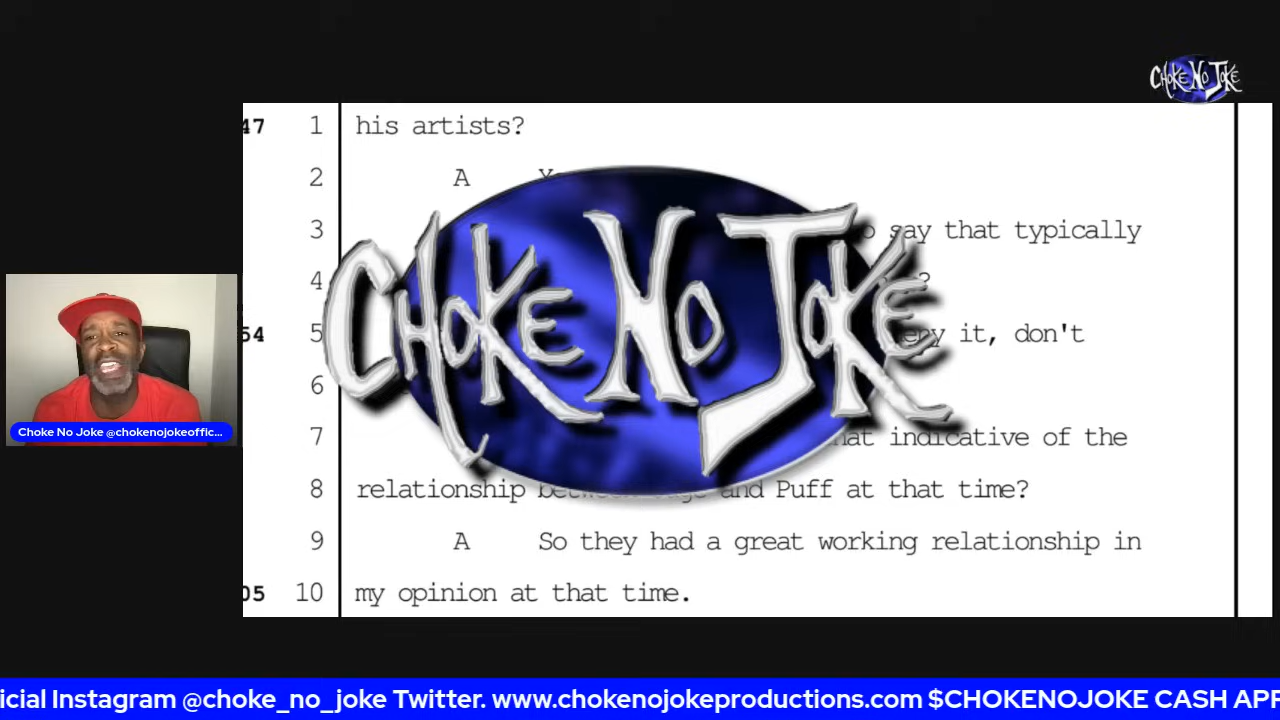 CHOKE NO JOKE
47 1 his artists?
2 A
3 say that typically
4 ?
54 5 it, don't
6
7 indicative of the
8 relationship and Puff at that time?
9 A So they had a great working relationship in
05 10 my opinion at that time.
CHOKE NO JOKE
Choke No Joke @chokenojokeoffic...
icial Instagram @choke_no_joke Twitter. www.chokenojokeproductions.com $CHOKENOJOKE CASH APP